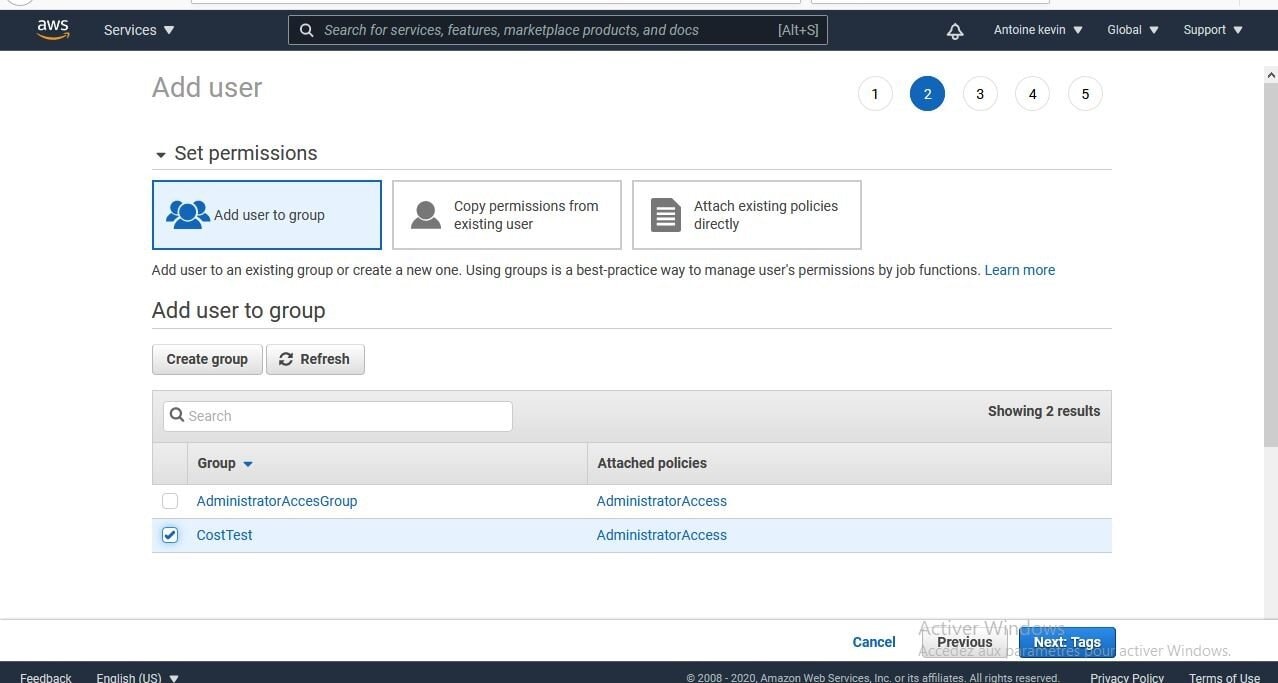 aws
Services
Search for services, features, marketplace products, and docs [Alt+S]
Antoine kevin
Global
Support
Add user
1 2 3 4 5
Set permissions
Add user to group
Copy permissions from
existing user
Attach existing policies
directly
Add user to an existing group or create a new one. Using groups is a best-practice way to manage user's permissions by job functions. Learn more
Add user to group
Create group Refresh
Search
Showing 2 results
Group Attached policies
AdministratorAccesGroup AdministratorAccess
CostTest AdministratorAccess
Activer Windows
Cancel Previous Next: Tags
Accédez aux paramètres pour activer Windows.
Feedback English (US) © 2008 - 2020, Amazon Web Services, Inc. or its affiliates. All rights reserved. Privacy Policy Terms of Use